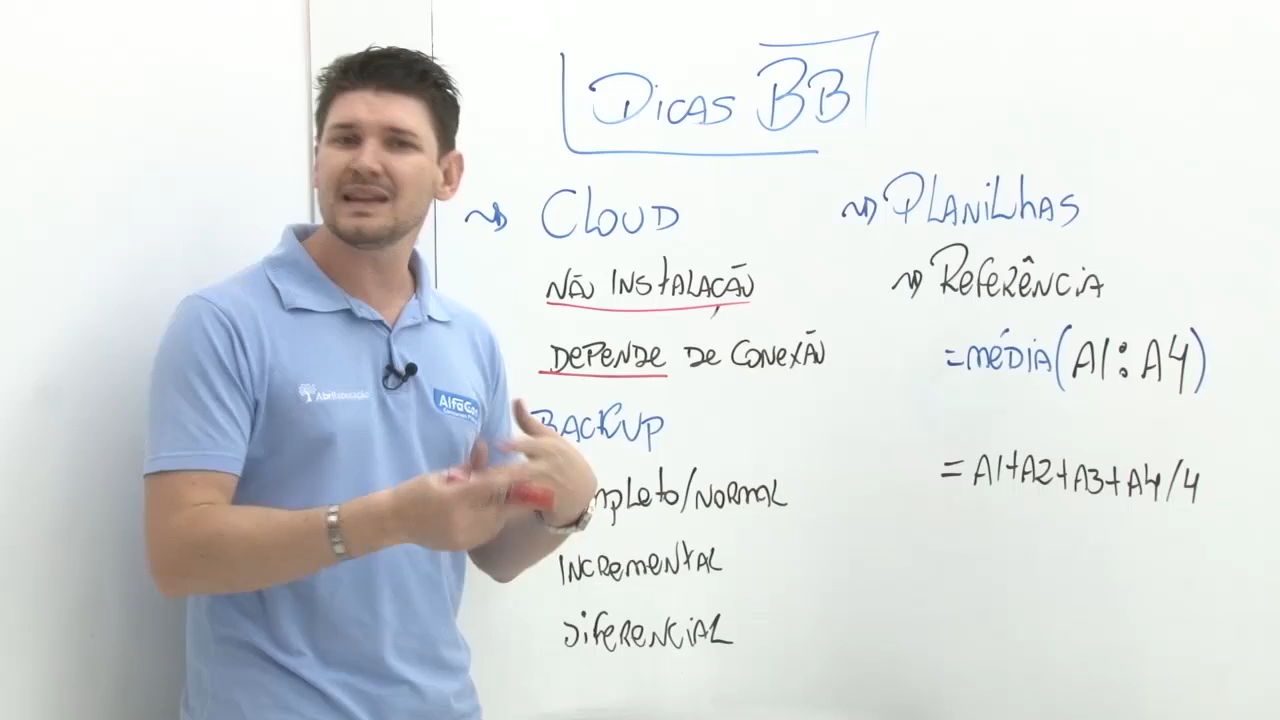 Dicas BB
CLOUD
NÃO INSTALAÇÃO
DEPENDE DE CONEXÃO
BACKUP
/NORMAL
INCREMENTAL
DIFERENCIAL
PLANILHAS
REFERÊNCIA
=MÉDIA(A1:A4)
= A1+A2+A3+A4/4
AbrilEducação